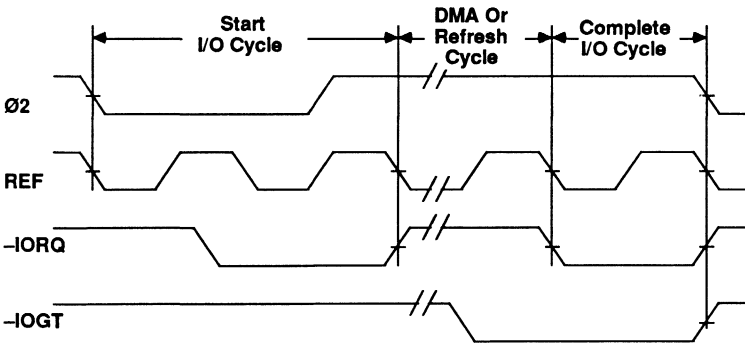 Start
I/O Cycle
DMA Or
Refresh
Cycle
Complete
I/O Cycle
Ø2
REF
–IORQ
–IOGT